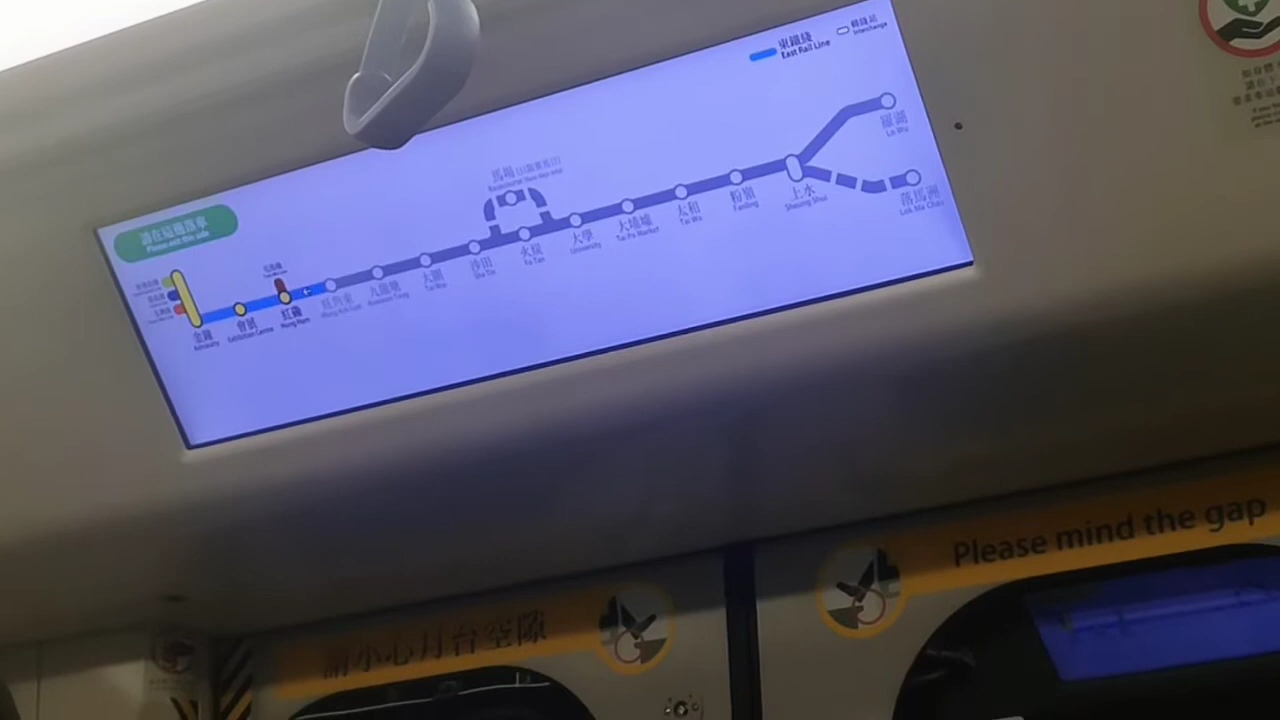 東鐵綫
East Rail Line
轉綫站
Interchange
羅湖
Lo Wu
馬場
請在這邊落車
Please exit this side
落馬洲
Lok Ma Chau
上水
Sheung Shui
粉嶺
Fanling
太和
Tai Wo
大埔墟
Tai Po Market
大學
University
火炭
Fo Tan
沙田
Sha Tin
大圍
Tai Wai
九龍塘
Kowloon Tong
旺角東
Mong Kok East
紅磡
Hung Hom
會展
Exhibition Centre
金鐘
Admiralty
Please mind the gap
請小心月台空隙